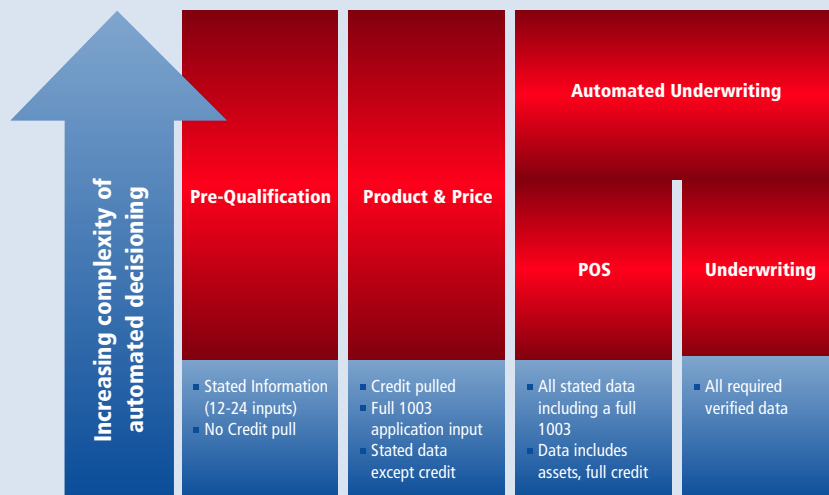 Increasing complexity of
automated decisioning
Pre-Qualification
Product & Price
Automated Underwriting
POS
Underwriting
▪ Stated Information
(12-24 inputs)
▪ No Credit pull
▪ Credit pulled
▪ Full 1003
application input
▪ Stated data
except credit
▪ All stated data
including a full
1003
▪ Data includes
assets, full credit
▪ All required
verified data